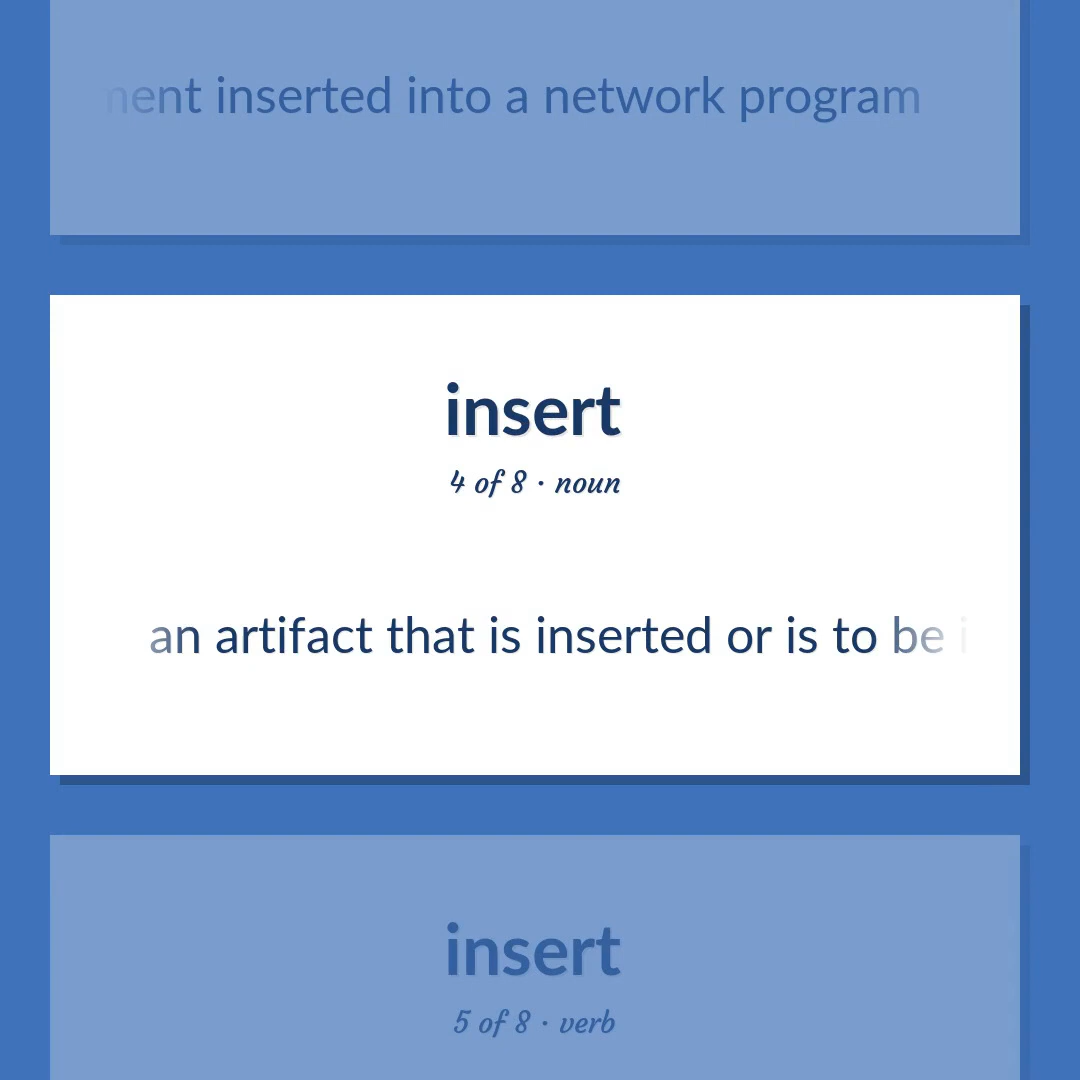 inserted into a network program
insert
4 of 8 · noun
an artifact that is inserted or is to be
insert
5 of 8 · verb